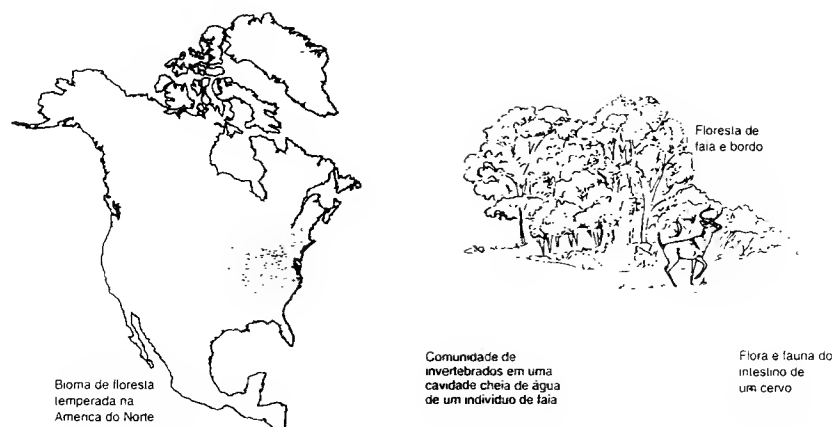 Floresta de
faia e bordo
Bioma de floresta
temperada na
America do Norte
Comunidade de
invertebrados em uma
cavidade cheia de água
de um indivíduo de faia
Flora e fauna do
intestino de
um cervo